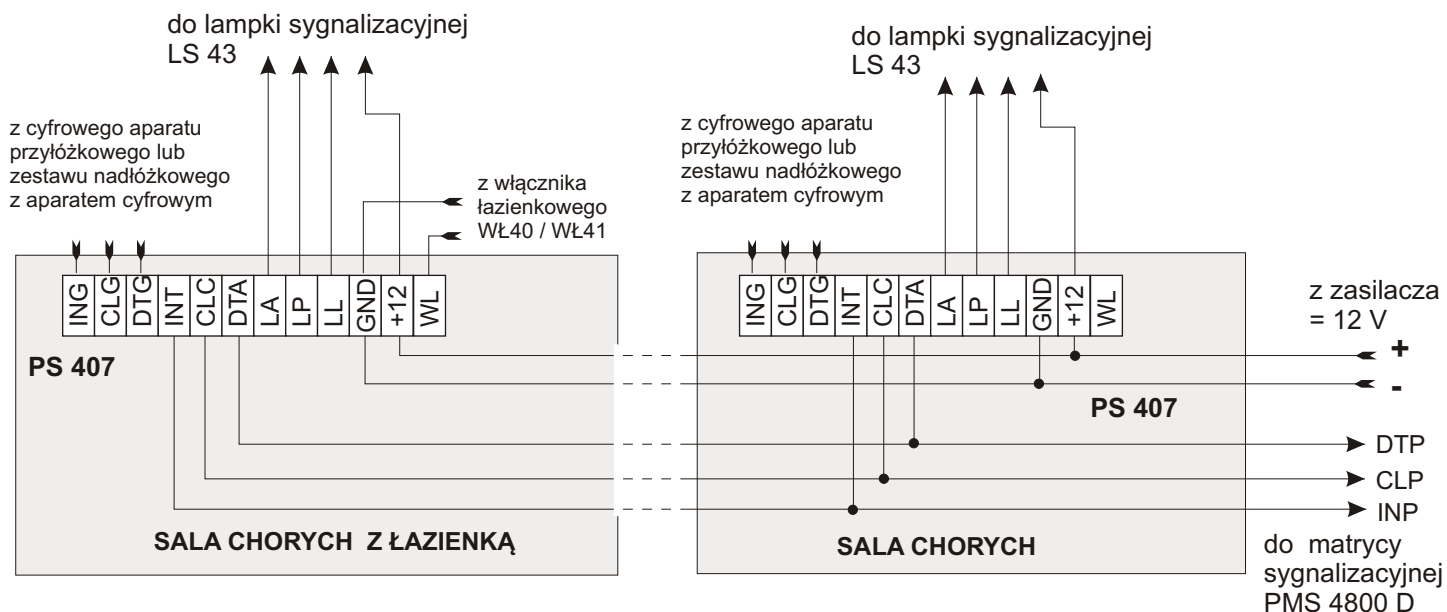 do lampki sygnalizacyjnej
LS 43
z cyfrowego aparatu
przyłóżkowego lub
zestawu nadłóżkowego
z aparatem cyfrowym
z włącznika
łazienkowego
WŁ40 / WŁ41
ING
CLG
DTG
INT
CLC
DTA
LA
LP
LL
GND
+12
WL
PS 407
SALA CHORYCH Z ŁAZIENKĄ
do lampki sygnalizacyjnej
LS 43
z cyfrowego aparatu
przyłóżkowego lub
zestawu nadłóżkowego
z aparatem cyfrowym
ING
CLG
DTG
INT
CLC
DTA
LA
LP
LL
GND
+12
WL
PS 407
SALA CHORYCH
z zasilacza
= 12 V
+
-
DTP
CLP
INP
do matrycy
sygnalizacyjnej
PMS 4800 D